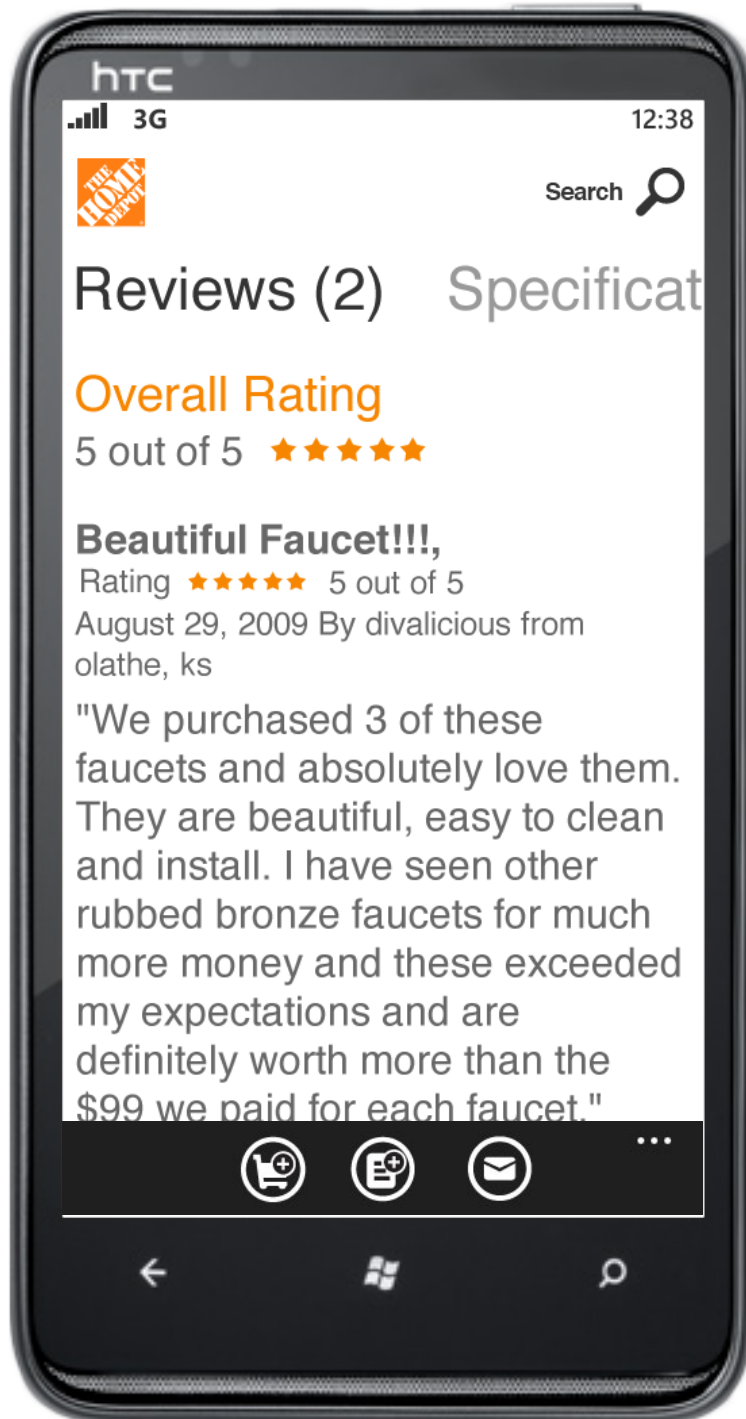 hTC
3G
12:38
THE
HOME
DEPOT
Search
Reviews (2)
Specificat
Overall Rating
5 out of 5
Beautiful Faucet!!!,
Rating
5 out of 5
August 29, 2009 By divalicious from
olathe, ks
"We purchased 3 of these
faucets and absolutely love them.
They are beautiful, easy to clean
and install. I have seen other
rubbed bronze faucets for much
more money and these exceeded
my expectations and are
definitely worth more than the
$99 we paid for each faucet."